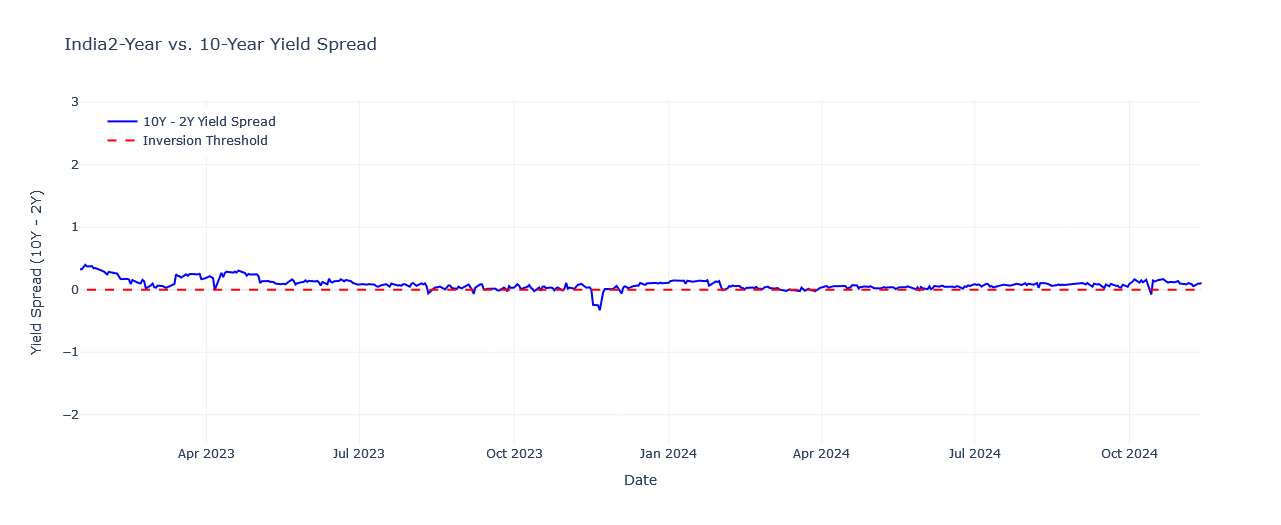 India2-Year vs. 10-Year Yield Spread
3
10Y - 2Y Yield Spread
Inversion Threshold
2
1
0
−1
−2
Yield Spread (10Y - 2Y)
Apr 2023
Jul 2023
Oct 2023
Jan 2024
Apr 2024
Jul 2024
Oct 2024
Date